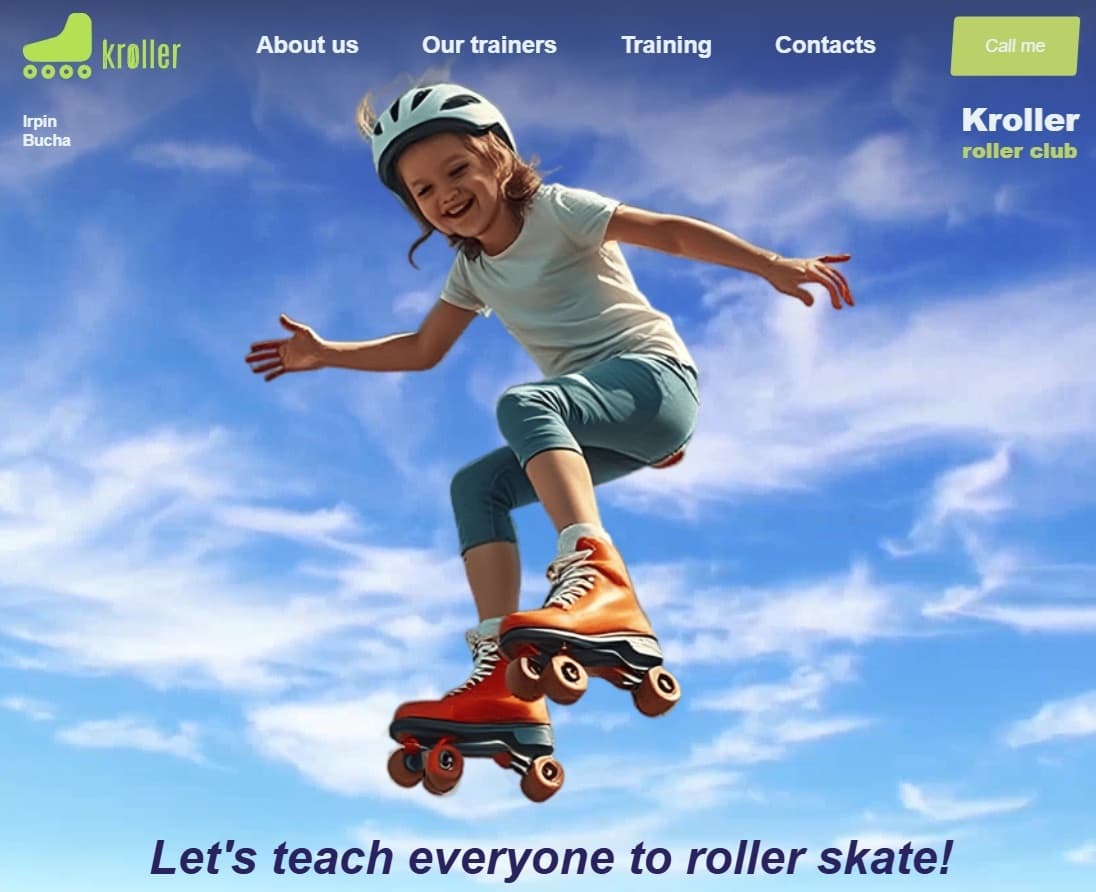 kroller
About us
Our trainers
Training
Contacts
Call me
Irpin
Bucha
Kroller
roller club
Let's teach everyone to roller skate!